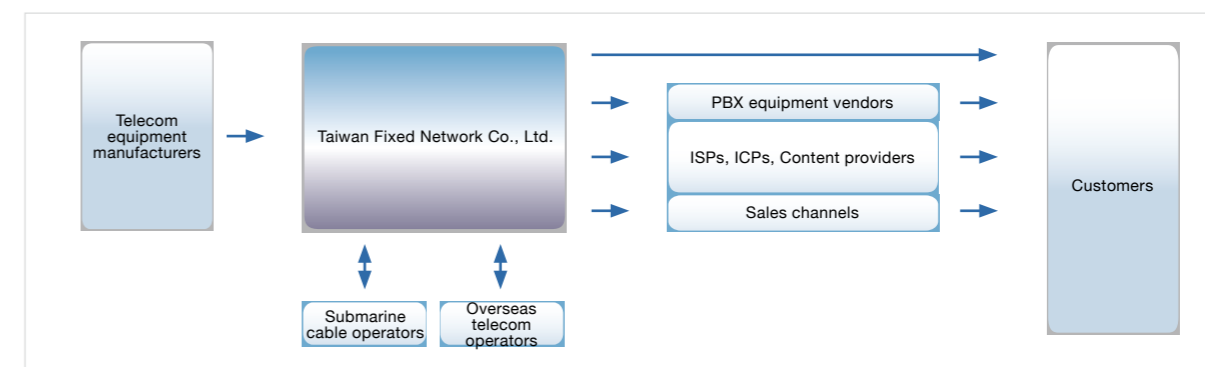 Telecom
equipment
manufacturers
Taiwan Fixed Network Co., Ltd.
PBX equipment vendors
ISPs, ICPs, Content providers
Sales channels
Customers
Submarine
cable operators
Overseas
telecom
operators